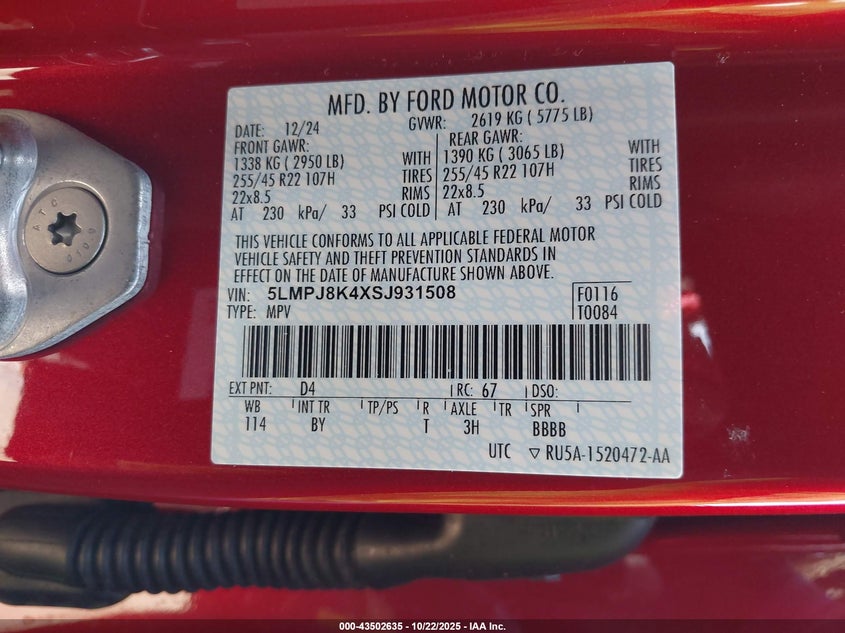 MFD. BY FORD MOTOR CO.
DATE: 12/24 GVWR: 2619 KG ( 5775 LB)
FRONT GAWR: REAR GAWR:
1338 KG ( 2950 LB) WITH 1390 KG ( 3065 LB) WITH
255/45 R22 107H TIRES 255/45 R22 107H TIRES
22x8.5 RIMS 22x8.5 RIMS
AT 230 kPa/ 33 PSI COLD AT 230 kPa/ 33 PSI COLD
THIS VEHICLE CONFORMS TO ALL APPLICABLE FEDERAL MOTOR
VEHICLE SAFETY AND THEFT PREVENTION STANDARDS IN
EFFECT ON THE DATE OF MANUFACTURE SHOWN ABOVE.
VIN: 5LMPJ8K4XSJ931508 F0116
TYPE: MPV T0084
EXT PNT: D4 RC: 67 DSO:
WB INT TR TP/PS R AXLE TR SPR
114 BY T 3H BBBB
UTC ▽ RU5A-1520472-AA
ATC
0100
000-43502635 - 10/22/2025 - IAA Inc.